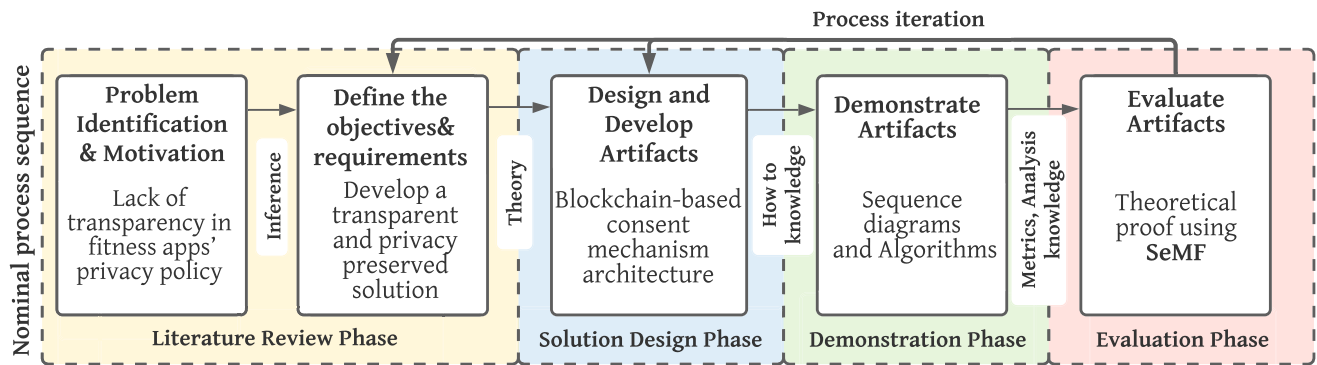 Process iteration
Nominal process sequence
Problem
Identification
& Motivation
Lack of
transparency in
fitness apps'
privacy policy
Inference
Define the
objectives&
requirements
Develop a
transparent
and privacy
preserved
solution
Literature Review Phase
Theory
Design and
Develop
Artifacts
Blockchain-based
consent
mechanism
architecture
Solution Design Phase
How to
knowledge
Demonstrate
Artifacts
Sequence
diagrams
and Algorithms
Demonstration Phase
Metrics, Analysis
knowledge
Evaluate
Artifacts
Theoretical
proof using
SeMF
Evaluation Phase